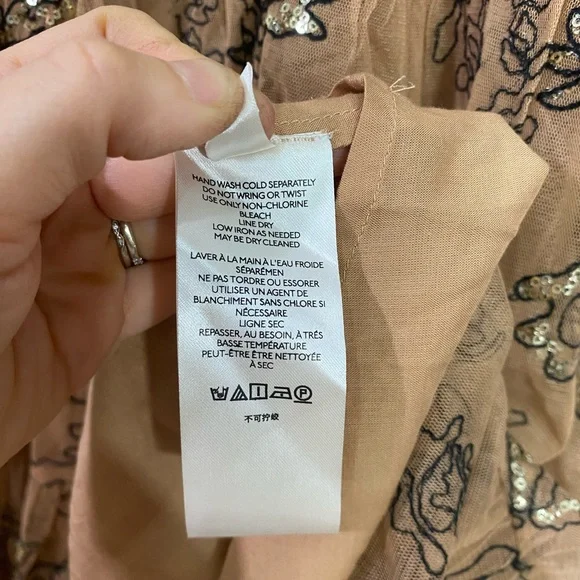 HAND WASH COLD SEPARATELY
DO NOT WRING OR TWIST
USE ONLY NON-CHLORINE
BLEACH
LINE DRY
LOW IRON AS NEEDED
MAY BE DRY CLEANED
LAVER À LA MAIN À L'EAU FROIDE
SÉPARÉMEN
NE PAS TORDRE OU ESSORER
UTILISER UN AGENT DE
BLANCHIMENT SANS CHLORE SI
NÉCESSAIRE
LIGNE SEC
REPASSER, AU BESOIN, À TRÉS
BASSE TEMPÉRATURE
PEUT-ÊTRE ÊTRE NETTOYÉE
À SEC
不可拧绞